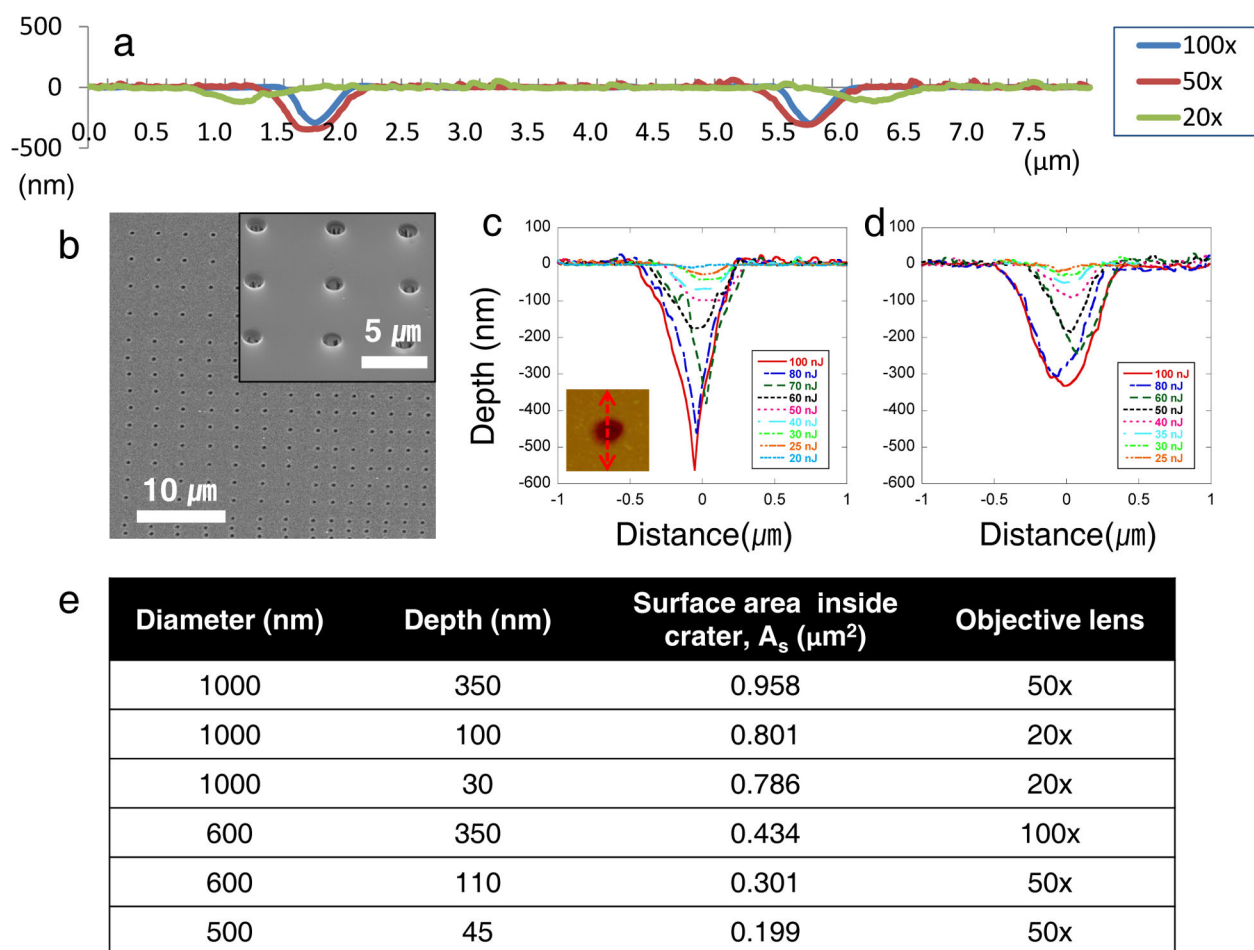 a
500
0
-500
(nm)
0.0 0.5 1.0 1.5 2.0 2.5 3.0 3.5 4.0 4.5 5.0 5.5 6.0 6.5 7.0 7.5
(μm)
100x
50x
20x
b
5 μm
10 μm
c
100
0
-100
-200
-300
-400
-500
-600
Depth (nm)
-1 -0.5 0 0.5 1
Distance(μm)
100 nJ
80 nJ
70 nJ
60 nJ
50 nJ
40 nJ
30 nJ
25 nJ
20 nJ
d
100
0
-100
-200
-300
-400
-500
-600
-1 -0.5 0 0.5 1
Distance(μm)
100 nJ
80 nJ
60 nJ
50 nJ
40 nJ
35 nJ
30 nJ
25 nJ
e
Diameter (nm) Depth (nm) Surface area inside crater, As (μm²) Objective lens
1000 350 0.958 50x
1000 100 0.801 20x
1000 30 0.786 20x
600 350 0.434 100x
600 110 0.301 50x
500 45 0.199 50x